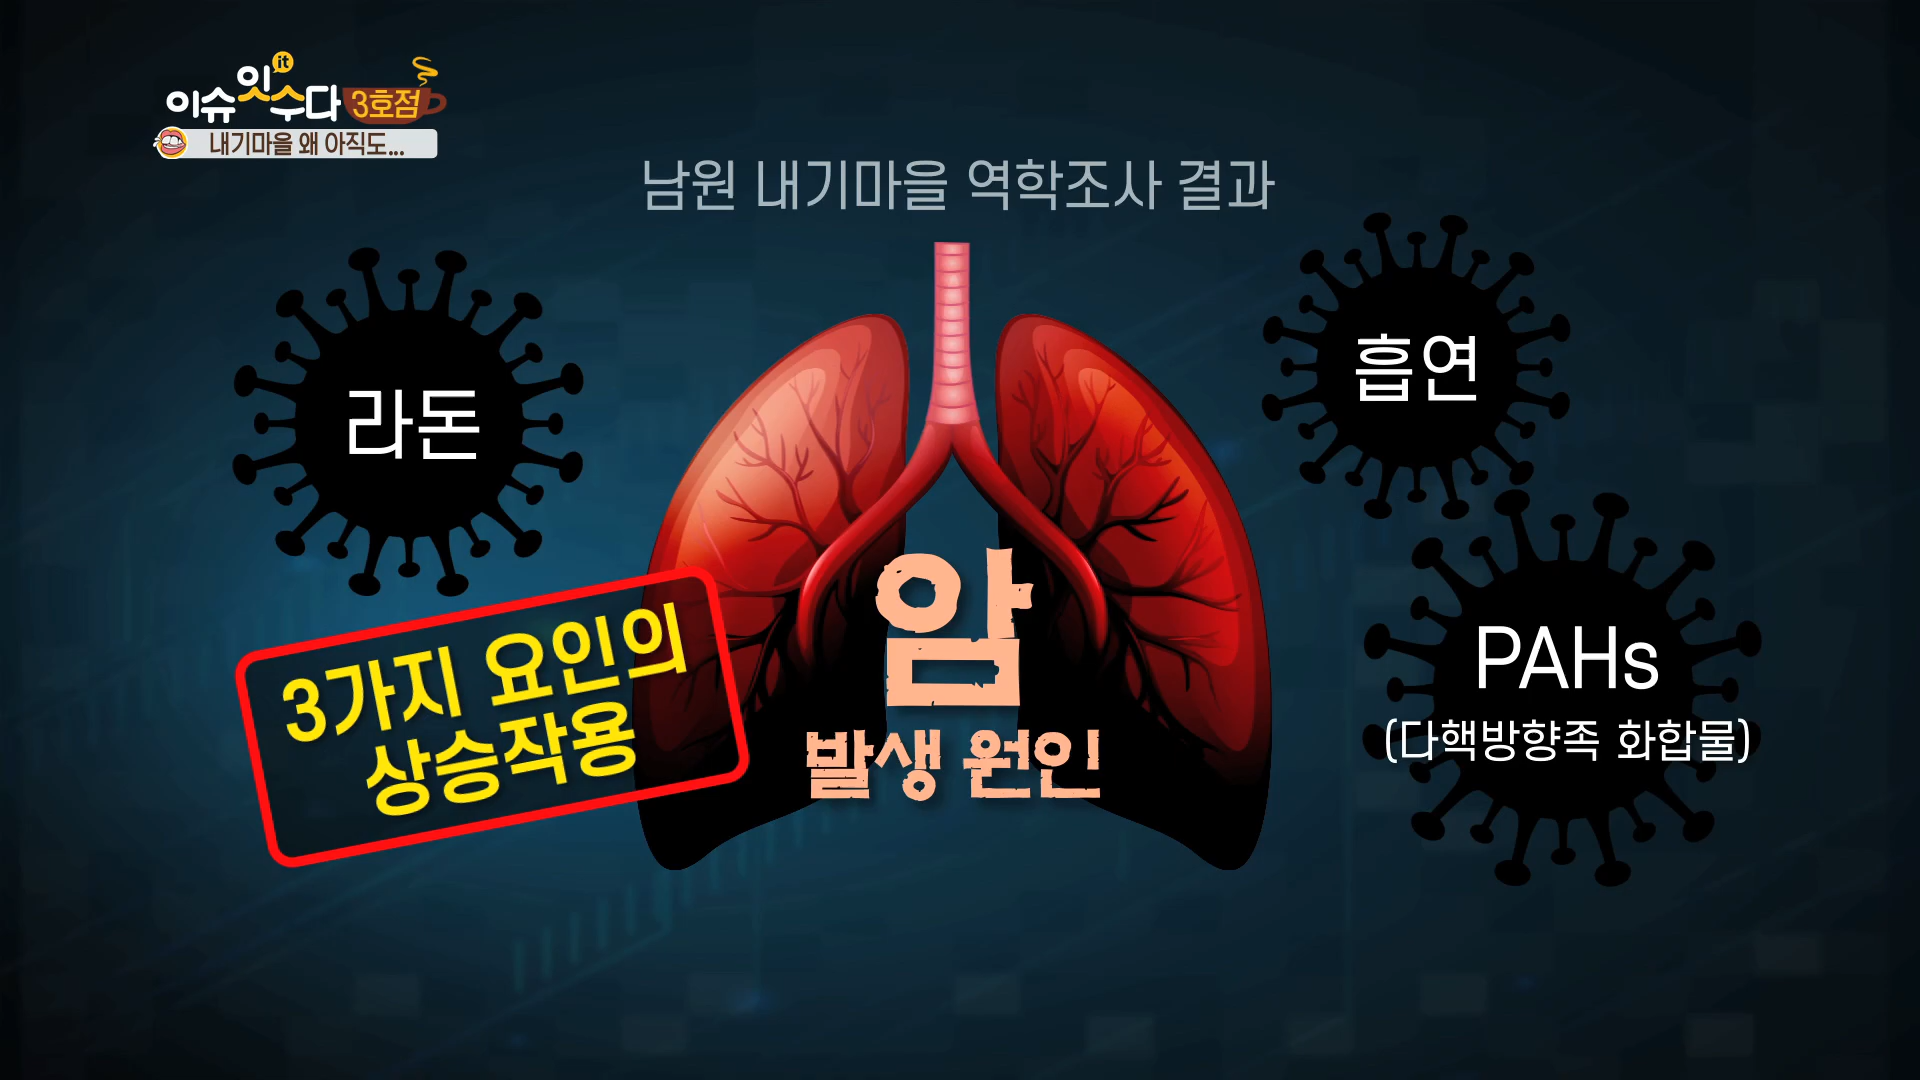 이슈 잇it수다 3호점
내기마을 왜 아직도...
남원 내기마을 역학조사 결과
라돈
흡연
PAHs
(다핵방향족 화합물)
암
발생 원인
3가지 요인의
상승작용